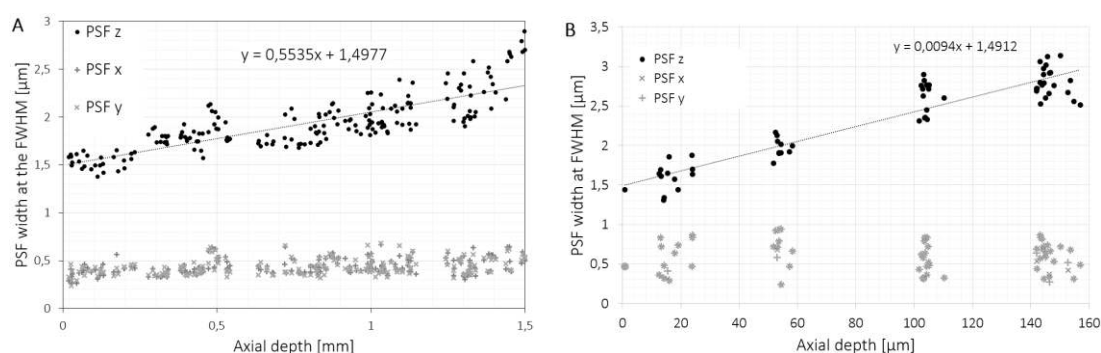 A
PSF z
PSF x
PSF y
y = 0,5535x + 1,4977
PSF width at the FWHM [µm]
3
2,5
2
1,5
1
0,5
0
0
0,5
1
1,5
Axial depth [mm]
B
PSF z
PSF x
PSF y
y = 0,0094x + 1,4912
PSF width at FWHM [µm]
3,5
3
2,5
2
1,5
1
0,5
0
0
20
40
60
80
100
120
140
160
Axial depth [µm]